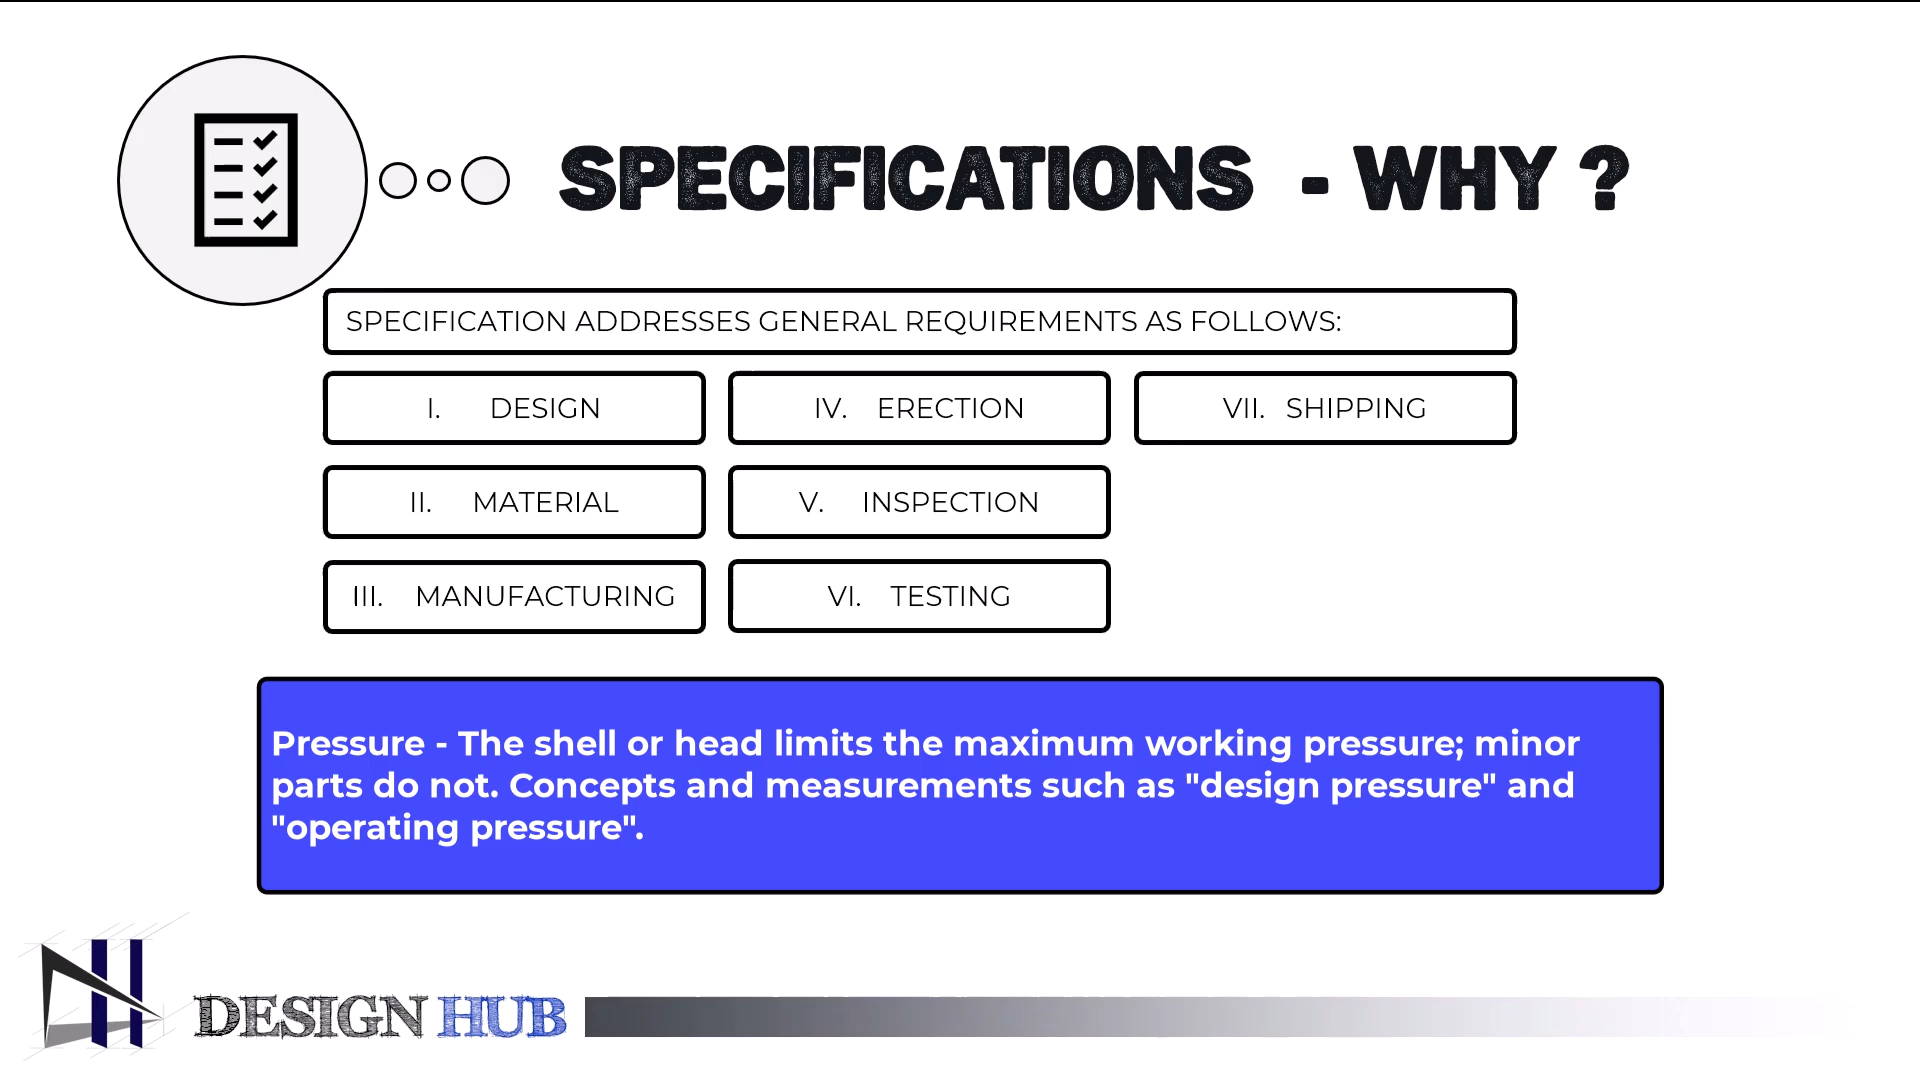 SPECIFICATIONS - WHY ?
SPECIFICATION ADDRESSES GENERAL REQUIREMENTS AS FOLLOWS:
I. DESIGN
II. MATERIAL
III. MANUFACTURING
IV. ERECTION
V. INSPECTION
VI. TESTING
VII. SHIPPING
Pressure - The shell or head limits the maximum working pressure; minor
parts do not. Concepts and measurements such as "design pressure" and
"operating pressure".
DESIGN HUB